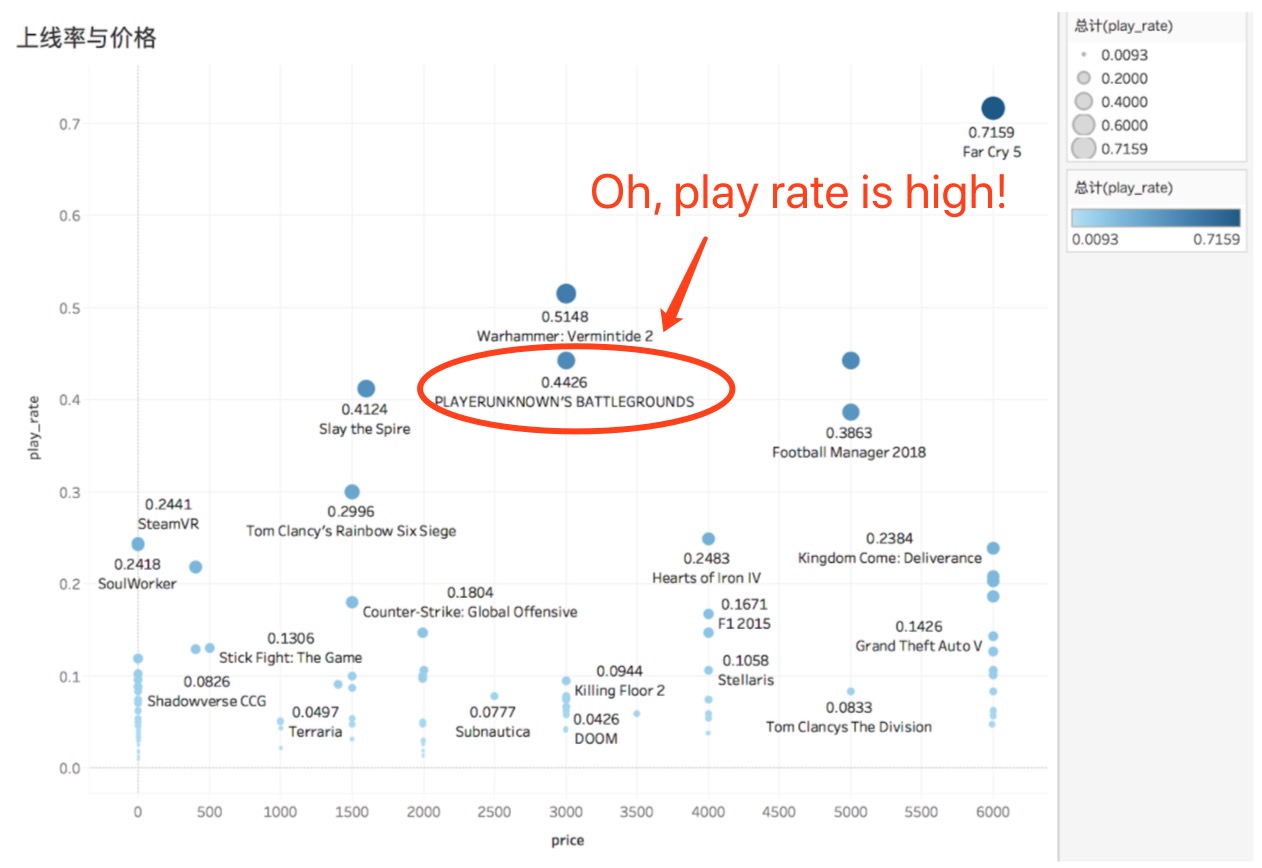 上线率与价格
总计(play_rate)
0.0093
0.2000
0.4000
0.6000
0.7159
总计(play_rate)
0.0093 0.7159
Oh, play rate is high!
play_rate
0.7
0.6
0.5
0.4
0.3
0.2
0.1
0.0
0.7159
Far Cry 5
0.5148
Warhammer: Vermintide 2
0.4426
PLAYERUNKNOWN'S BATTLEGROUNDS
0.4124
Slay the Spire
0.3863
Football Manager 2018
0.2996
Tom Clancy's Rainbow Six Siege
0.2441
SteamVR
0.2418
SoulWorker
0.2483
Hearts of Iron IV
0.2384
Kingdom Come: Deliverance
0.1804
Counter-Strike: Global Offensive
0.1671
F1 2015
0.1426
Grand Theft Auto V
0.1306
Stick Fight: The Game
0.1058
Stellaris
0.0944
Killing Floor 2
0.0826
Shadowverse CCG
0.0833
Tom Clancys The Division
0.0777
Subnautica
0.0497
Terraria
0.0426
DOOM
0 500 1000 1500 2000 2500 3000 3500 4000 4500 5000 5500 6000
price